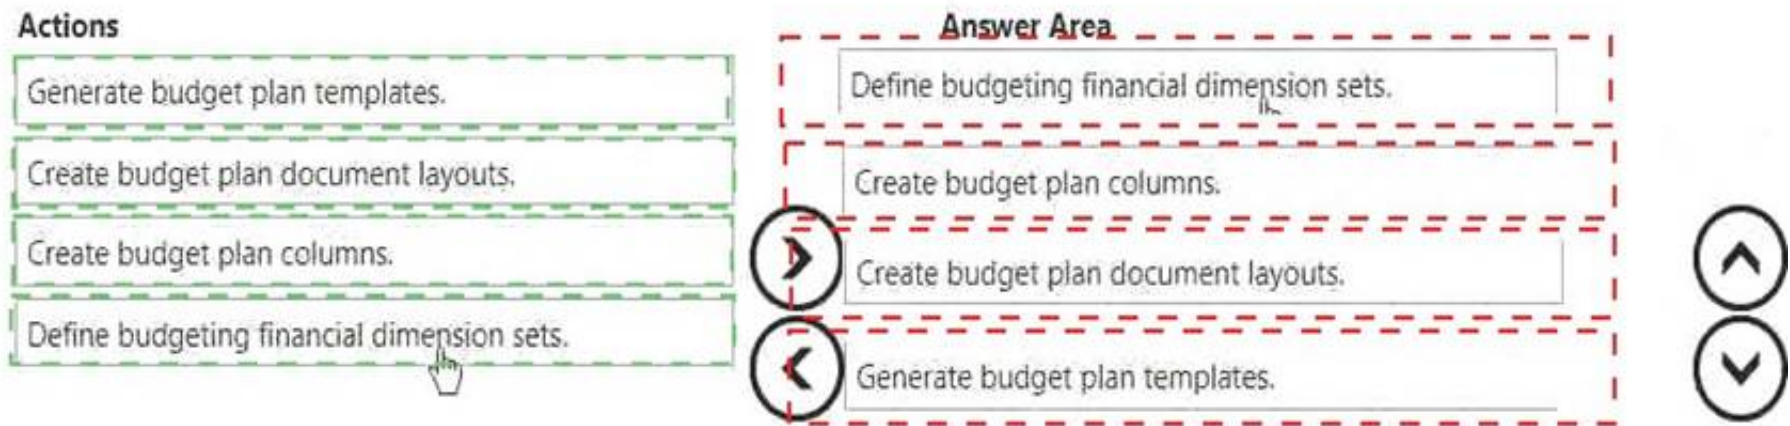 Actions
Generate budget plan templates.
Create budget plan document layouts.
Create budget plan columns.
Define budgeting financial dimension sets.
Answer Area
Define budgeting financial dimension sets.
Create budget plan columns.
Create budget plan document layouts.
Generate budget plan templates.